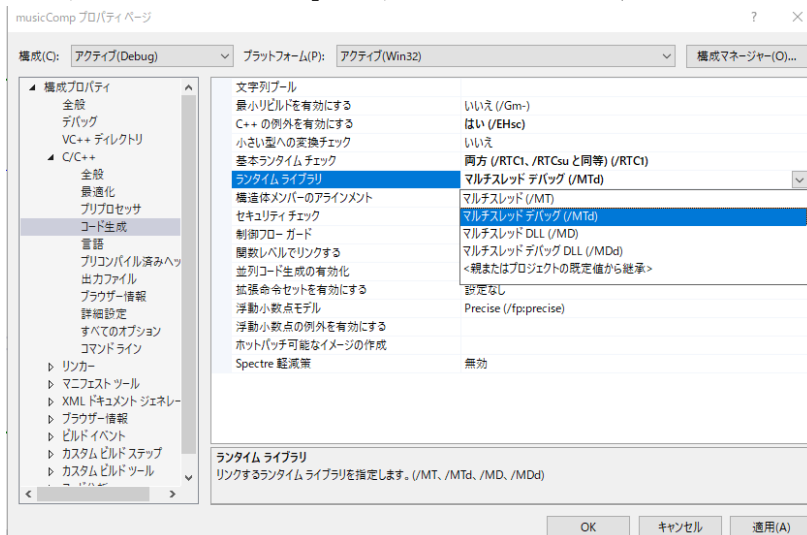 musicComp プロパティ ページ
? ×
構成(C): アクティブ(Debug) プラットフォーム(P): アクティブ(Win32) 構成マネージャー(O)...
構成プロパティ
全般
デバッグ
VC++ ディレクトリ
C/C++
全般
最適化
プリプロセッサ
コード生成
言語
プリコンパイル済みヘッ
出力ファイル
ブラウザー情報
詳細設定
すべてのオプション
コマンド ライン
リンカー
マニフェスト ツール
XML ドキュメント ジェネレー
ブラウザー情報
ビルド イベント
カスタム ビルド ステップ
カスタム ビルド ツール
文字列プール
最小リビルドを有効にする いいえ (/Gm-)
C++ の例外を有効にする はい (/EHsc)
小さい型への変換チェック いいえ
基本ランタイム チェック 両方 (/RTC1、/RTCsu と同等) (/RTC1)
ランタイム ライブラリ マルチスレッド デバッグ (/MTd)
構造体メンバーのアラインメント マルチスレッド (/MT)
セキュリティ チェック マルチスレッド デバッグ (/MTd)
制御フロー ガード マルチスレッド DLL (/MD)
関数レベルでリンクする マルチスレッド デバッグ DLL (/MDd)
並列コード生成の有効化 <親またはプロジェクトの既定値から継承>
拡張命令セットを有効にする 設定なし
浮動小数点モデル Precise (/fp:precise)
浮動小数点の例外を有効にする
ホットパッチ可能なイメージの作成
Spectre 軽減策 無効
ランタイム ライブラリ
リンクするランタイム ライブラリを指定します。(/MT、/MTd、/MD、/MDd)
OK キャンセル 適用(A)